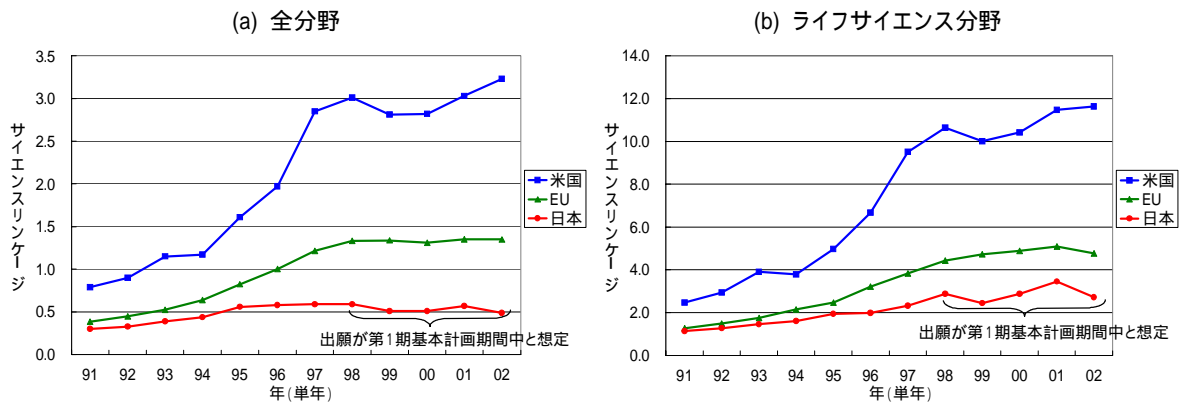 (a) 全分野
3.5
3.0
2.5
2.0
1.5
1.0
0.5
0.0
サイエンスリンケージ
91 92 93 94 95 96 97 98 99 00 01 02
年(単年)
米国
EU
日本
出願が第1期基本計画期間中と想定
(b) ライフサイエンス分野
14.0
12.0
10.0
8.0
6.0
4.0
2.0
0.0
サイエンスリンケージ
91 92 93 94 95 96 97 98 99 00 01 02
年(単年)
米国
EU
日本
出願が第1期基本計画期間中と想定